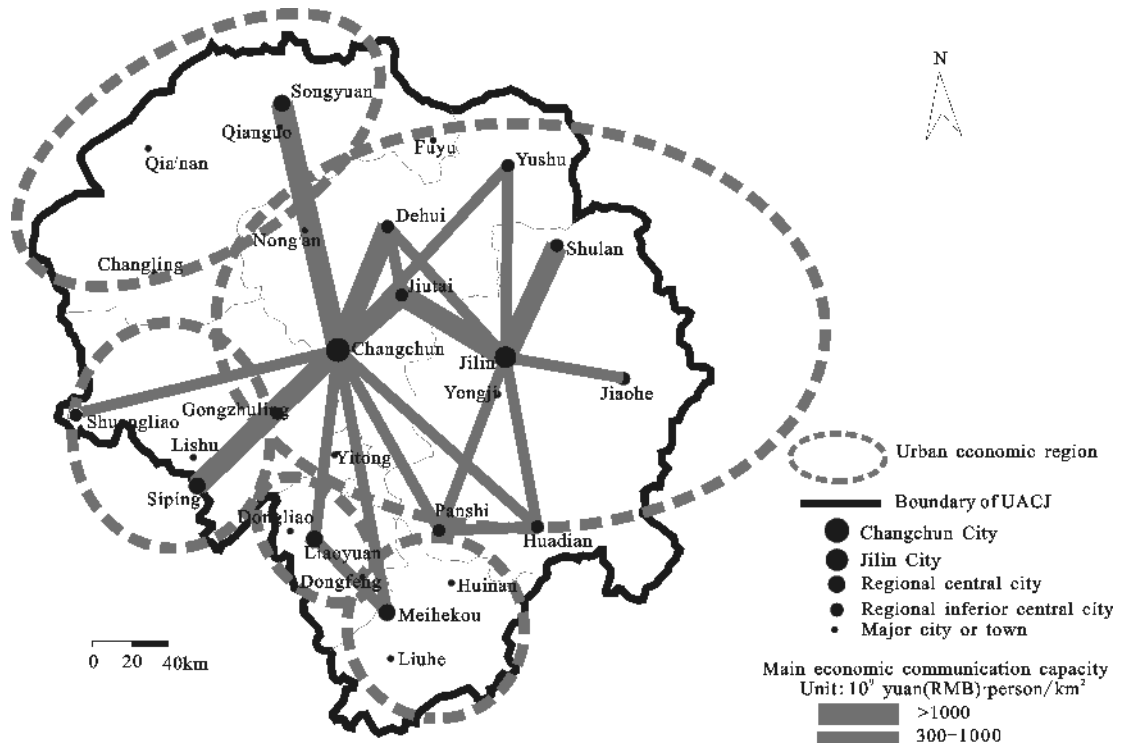 N
Songyuan
Qianguo
Fuyu
Yushu
Qia'nan
Dehui
Nong'an
Shulan
Changling
Jiutai
Changchun
Jilin
Yongji
Jiaohe
Shuangliao
Gongzhuling
Lishu
Yitong
Siping
Dongliao
Panshi
Huadian
Liaoyuan
Dongfeng
Huinan
Meihekou
Liuhe
0 20 40km
Urban economic region
Boundary of UACJ
Changchun City
Jilin City
Regional central city
Regional inferior central city
Major city or town
Main economic communication capacity
Unit: 10⁹ yuan(RMB)·person/km²
>1000
300-1000